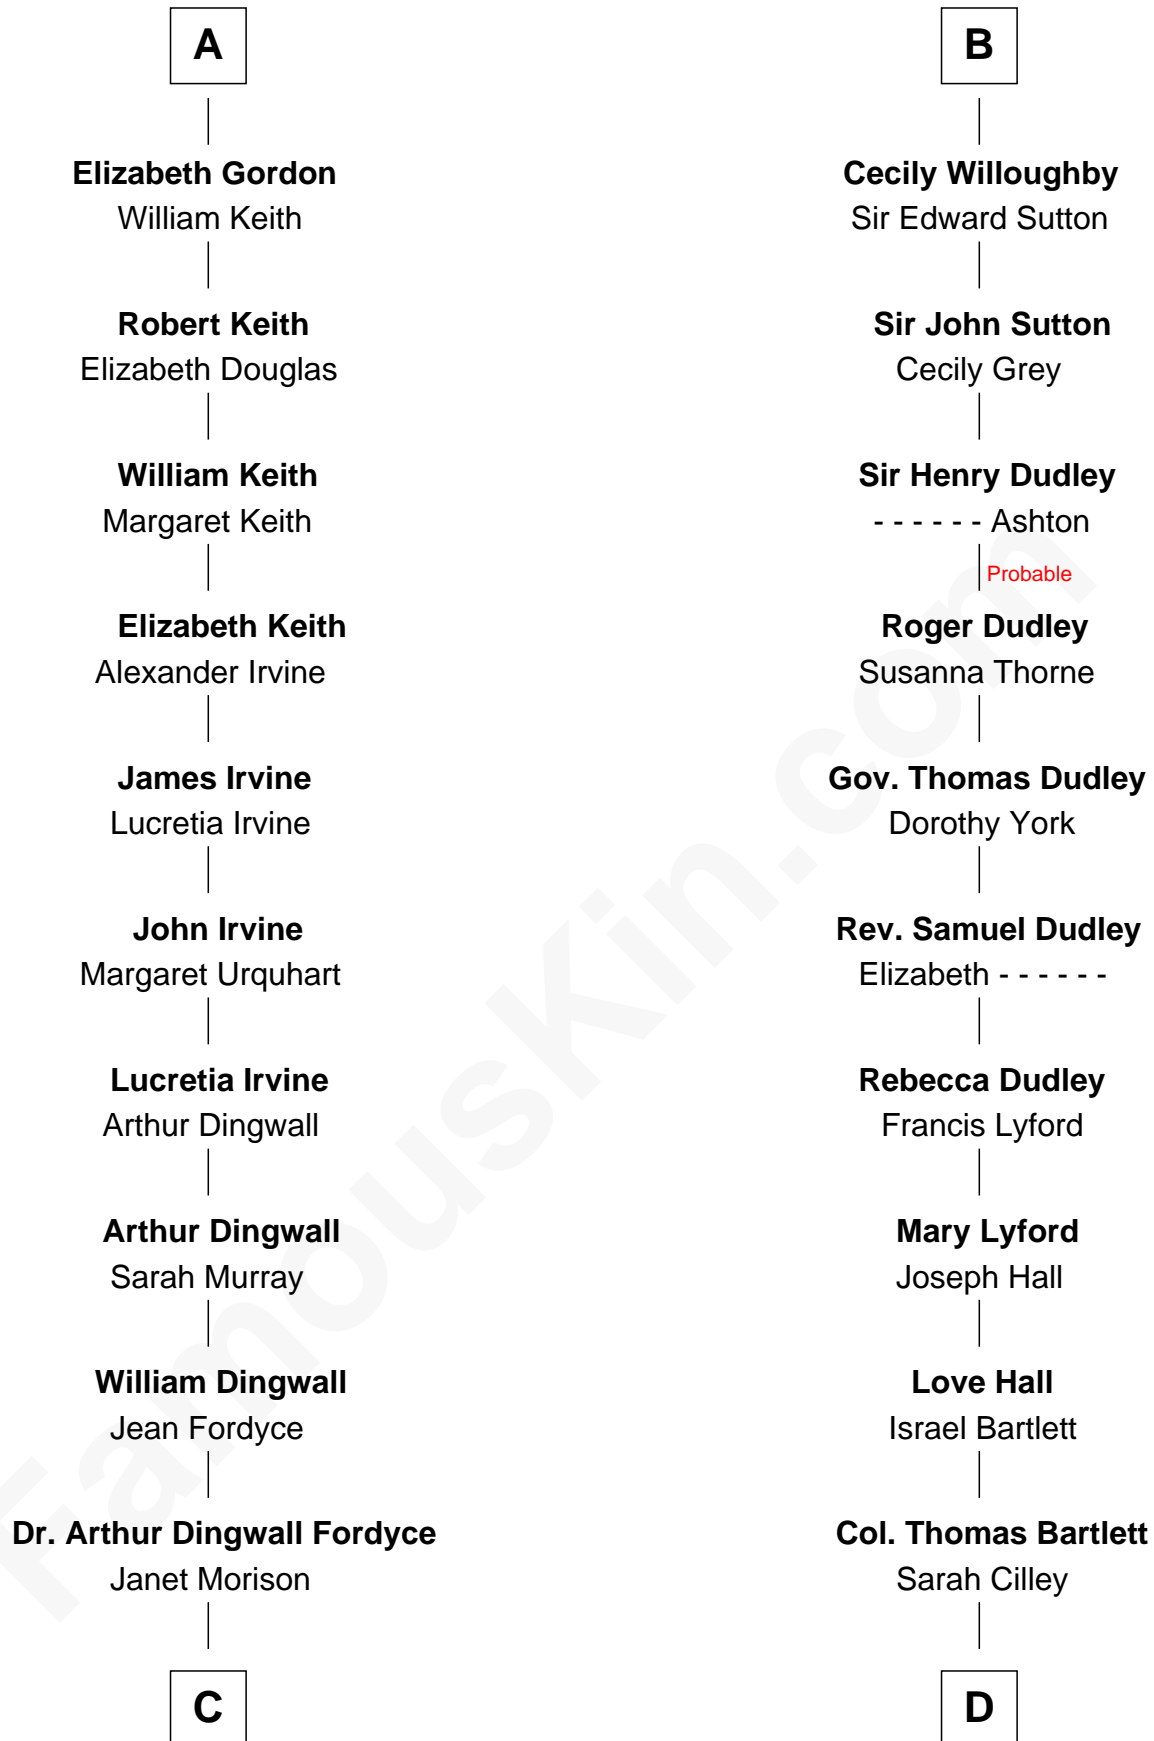 A
Elizabeth Gordon
William Keith
Robert Keith
Elizabeth Douglas
William Keith
Margaret Keith
Elizabeth Keith
Alexander Irvine
James Irvine
Lucretia Irvine
John Irvine
Margaret Urquhart
Lucretia Irvine
Arthur Dingwall
Arthur Dingwall
Sarah Murray
William Dingwall
Jean Fordyce
Dr. Arthur Dingwall Fordyce
Janet Morison
C
B
Cecily Willoughby
Sir Edward Sutton
Sir John Sutton
Cecily Grey
Sir Henry Dudley
- - - - - - Ashton
Probable
Roger Dudley
Susanna Thorne
Gov. Thomas Dudley
Dorothy York
Rev. Samuel Dudley
Elizabeth - - - - - -
Rebecca Dudley
Francis Lyford
Mary Lyford
Joseph Hall
Love Hall
Israel Bartlett
Col. Thomas Bartlett
Sarah Cilley
D
FamousKin.com